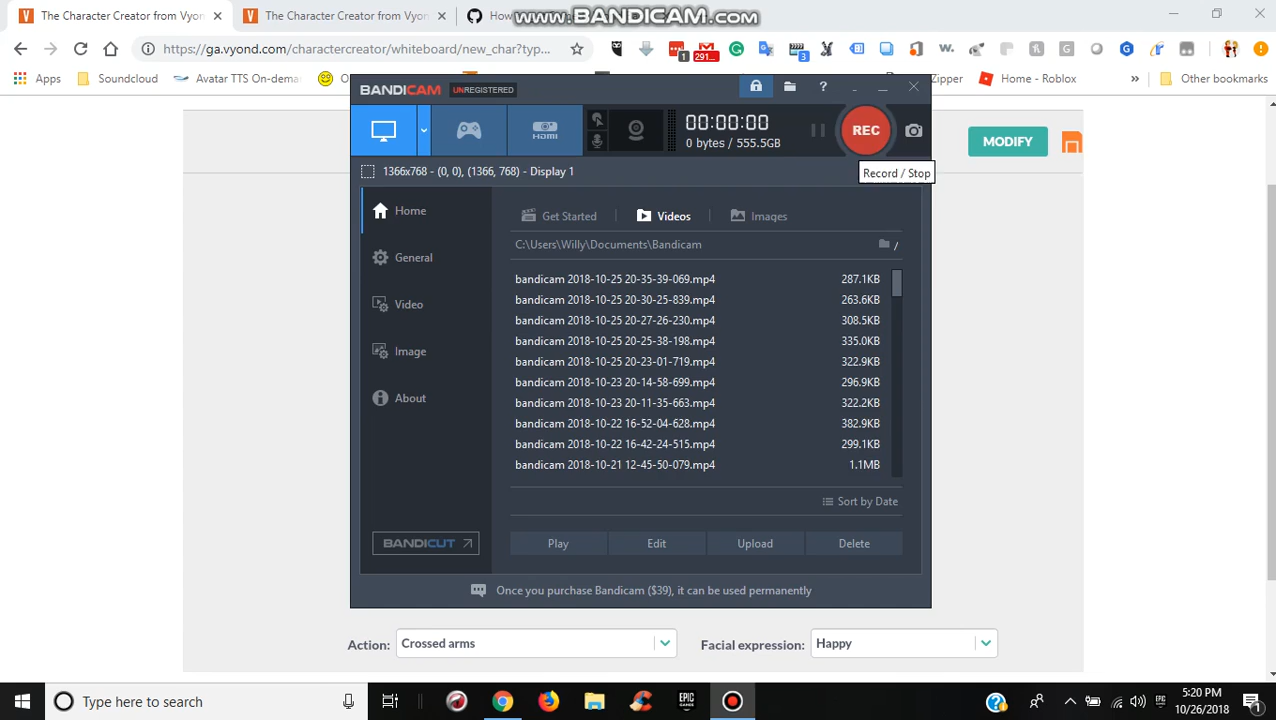 The Character Creator from Vyon
The Character Creator from Vyon
How
www.BANDICAM.com
https://ga.vyond.com/charactercreator/whiteboard/new_char?typ...
1
291...
3
Apps
Soundcloud
Avatar TTS On-demand
Zipper
Home - Roblox
»
Other bookmarks
BANDICAM UNREGISTERED
?
HDMI
00:00:00
0 bytes / 555.5GB
REC
MODIFY
1366x768 - (0, 0), (1366, 768) - Display 1
Record / Stop
Home
General
Video
Image
About
BANDICUT
Get Started
Videos
Images
C:\Users\Willy\Documents\Bandicam
/
bandicam 2018-10-25 20-35-39-069.mp4 287.1KB
bandicam 2018-10-25 20-30-25-839.mp4 263.6KB
bandicam 2018-10-25 20-27-26-230.mp4 308.5KB
bandicam 2018-10-25 20-25-38-198.mp4 335.0KB
bandicam 2018-10-25 20-23-01-719.mp4 322.9KB
bandicam 2018-10-23 20-14-58-699.mp4 296.9KB
bandicam 2018-10-23 20-11-35-663.mp4 322.2KB
bandicam 2018-10-22 16-52-04-628.mp4 382.9KB
bandicam 2018-10-22 16-42-24-515.mp4 299.1KB
bandicam 2018-10-21 12-45-50-079.mp4 1.1MB
Sort by Date
Play Edit Upload Delete
Once you purchase Bandicam ($39), it can be used permanently
Action: Crossed arms Facial expression: Happy
Type here to search
EPIC GAMES
5:20 PM
10/26/2018
1